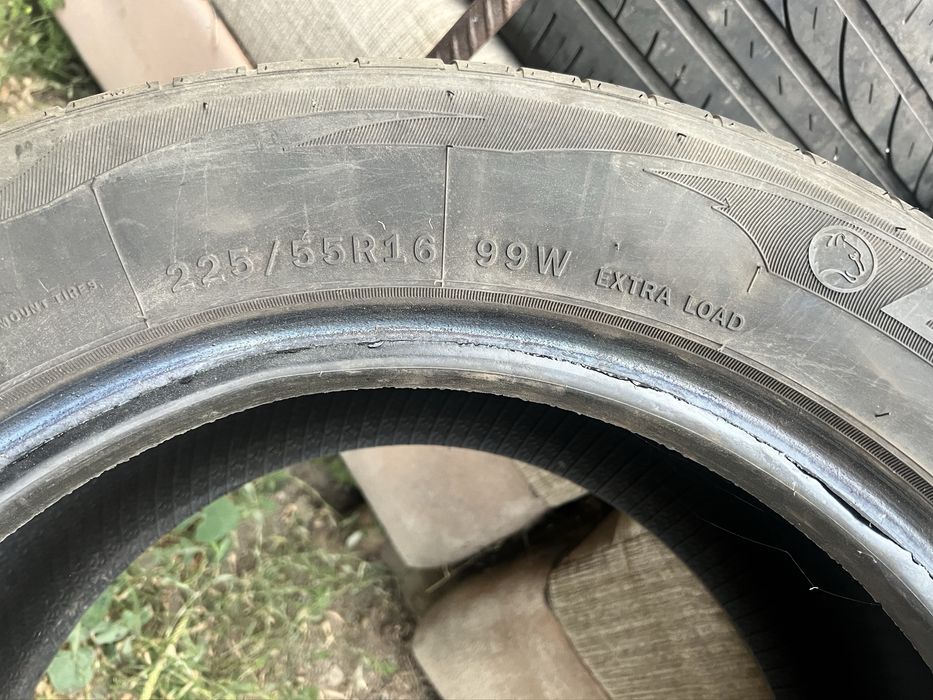 MOUNT TIRES.
225/55R16
99W EXTRA LOAD